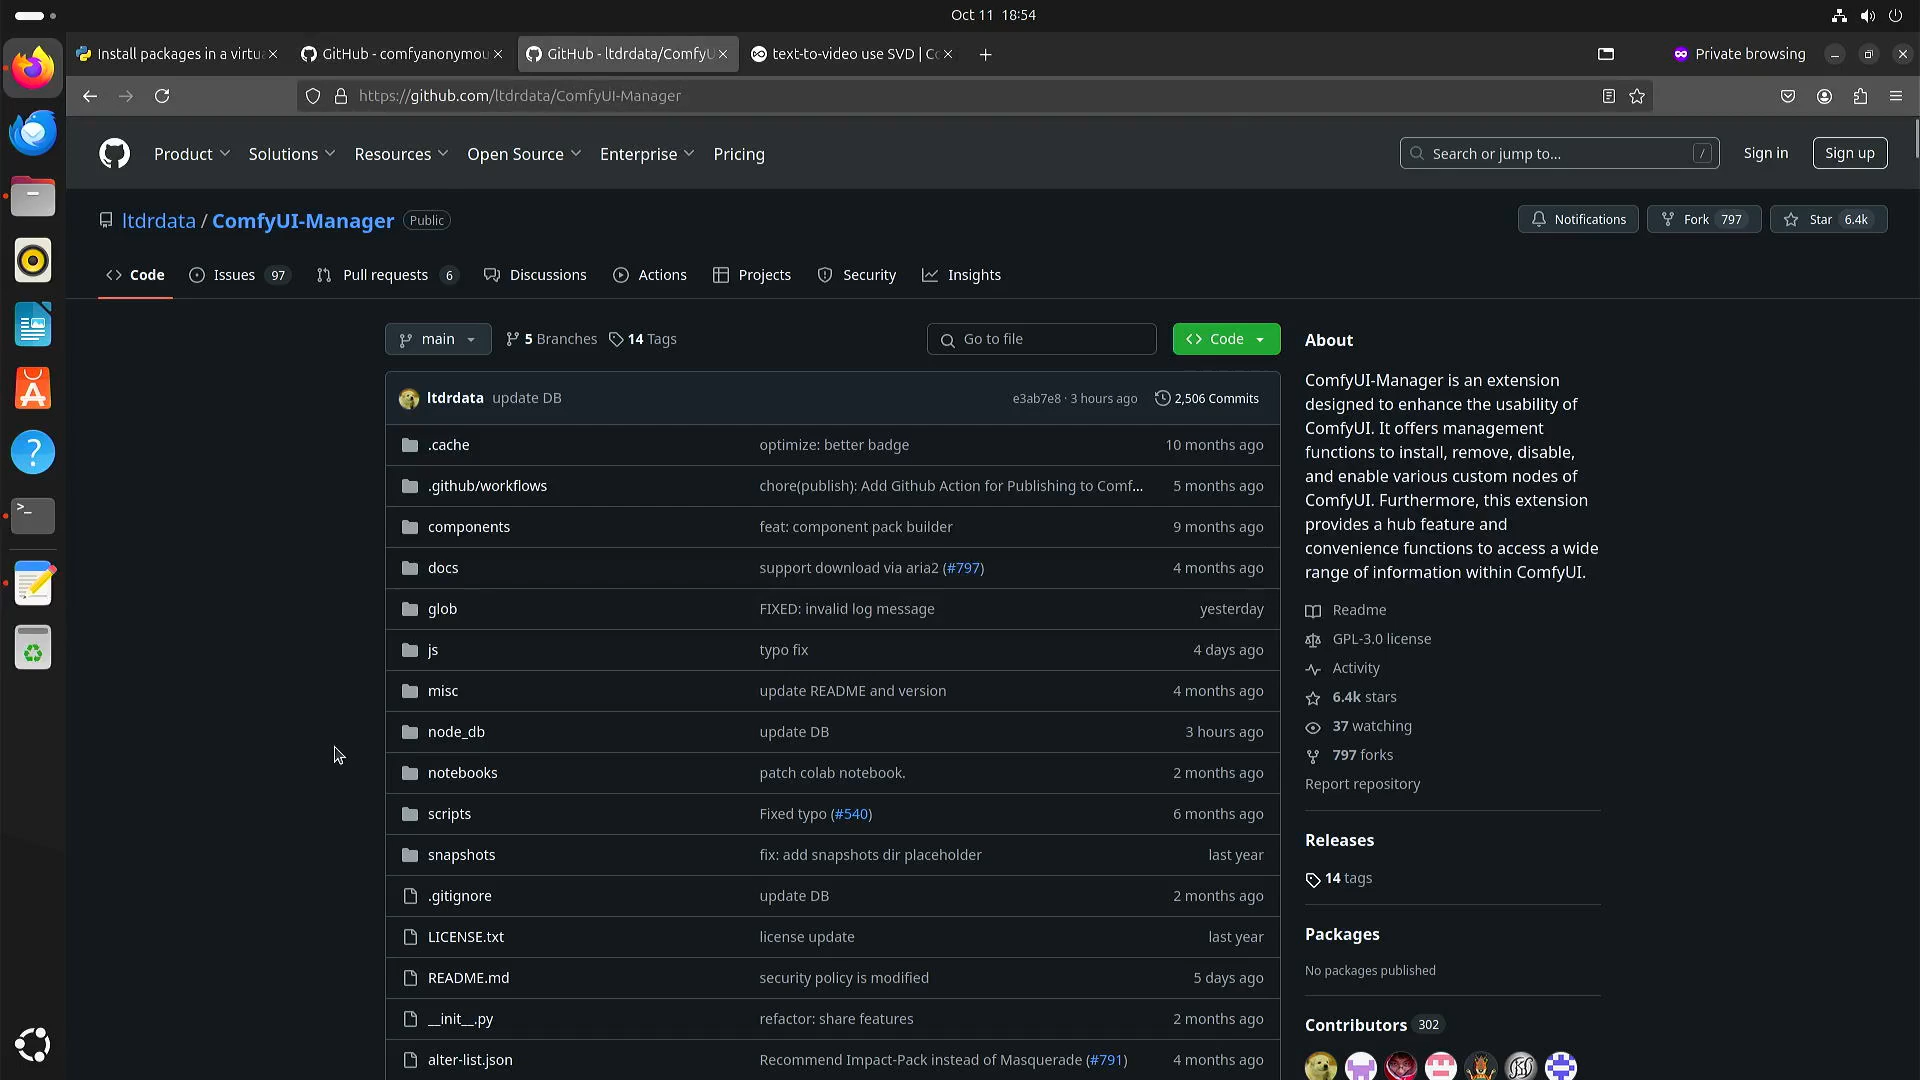 Oct 11 18:54
Install packages in a virtua
GitHub - comfyanonymou
GitHub - ltdrdata/ComfyU
text-to-video use SVD | Co
Private browsing
https://github.com/ltdrdata/ComfyUI-Manager
Product
Solutions
Resources
Open Source
Enterprise
Pricing
Search or jump to...
/
Sign in
Sign up
ltdrdata / ComfyUI-Manager Public
Notifications
Fork 797
Star 6.4k
Code
Issues 97
Pull requests 6
Discussions
Actions
Projects
Security
Insights
main
5 Branches
14 Tags
Go to file
Code
ltdrdata update DB e3ab7e8 · 3 hours ago 2,506 Commits
.cache optimize: better badge 10 months ago
.github/workflows chore(publish): Add Github Action for Publishing to Comf... 5 months ago
components feat: component pack builder 9 months ago
docs support download via aria2 (#797) 4 months ago
glob FIXED: invalid log message yesterday
js typo fix 4 days ago
misc update README and version 4 months ago
node_db update DB 3 hours ago
notebooks patch colab notebook. 2 months ago
scripts Fixed typo (#540) 6 months ago
snapshots fix: add snapshots dir placeholder last year
.gitignore update DB 2 months ago
LICENSE.txt license update last year
README.md security policy is modified 5 days ago
__init__.py refactor: share features 2 months ago
alter-list.json Recommend Impact-Pack instead of Masquerade (#791) 4 months ago
About
ComfyUI-Manager is an extension
designed to enhance the usability of
ComfyUI. It offers management
functions to install, remove, disable,
and enable various custom nodes of
ComfyUI. Furthermore, this extension
provides a hub feature and
convenience functions to access a wide
range of information within ComfyUI.
Readme
GPL-3.0 license
Activity
6.4k stars
37 watching
797 forks
Report repository
Releases
14 tags
Packages
No packages published
Contributors 302